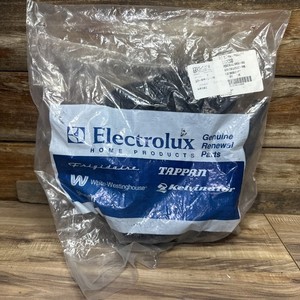 Electrolux
HOME PRODUCTS
Genuine
Renewal
Parts
Frigidaire
TAPPAN
White-Westinghouse
Kelvinator